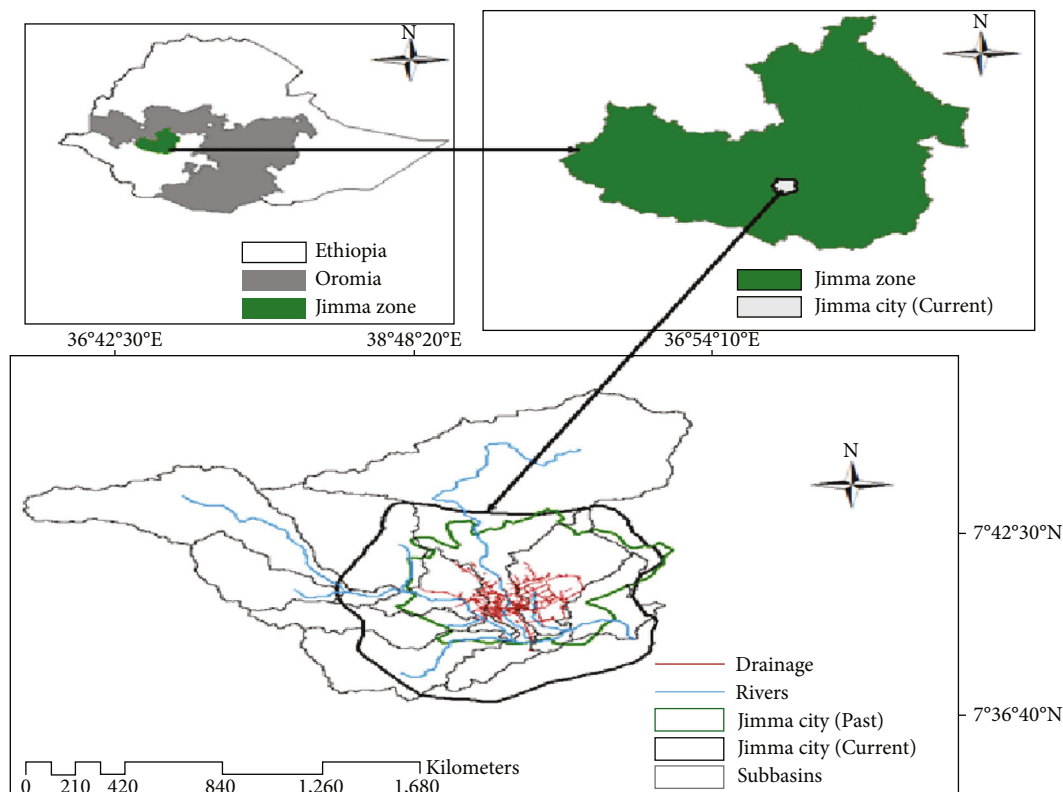 N
Ethiopia
Oromia
Jimma zone
N
Jimma zone
Jimma city (Current)
36°42'30"E
38°48'20"E
36°54'10"E
N
7°42'30"N
7°36'40"N
Drainage
Rivers
Jimma city (Past)
Jimma city (Current)
Subbasins
Kilometers
0 210 420 840 1,260 1,680